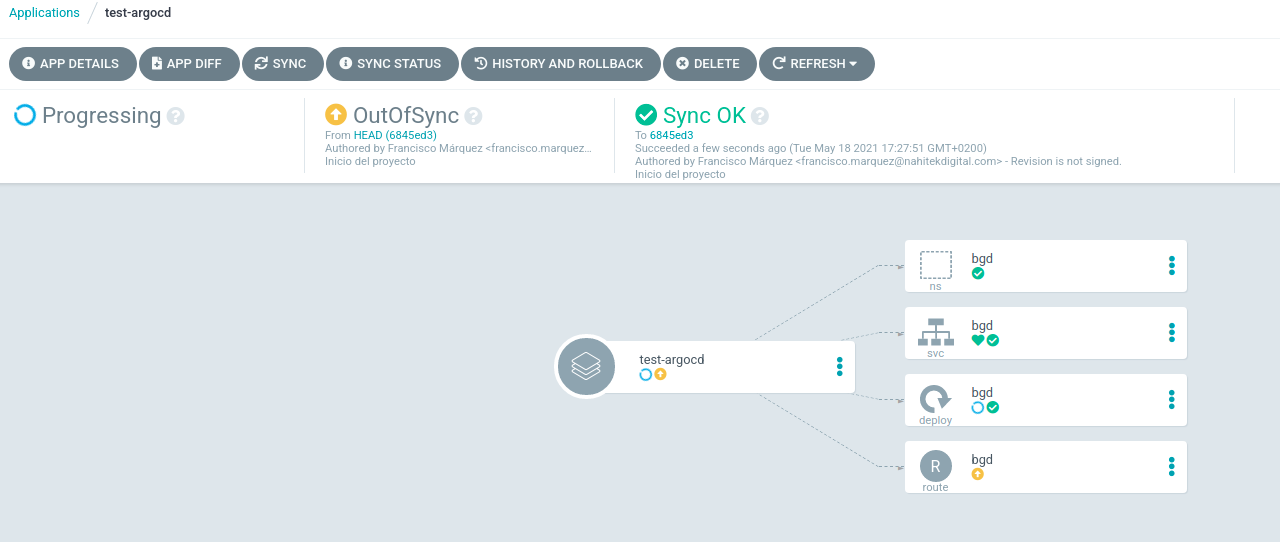 Applications / test-argocd
APP DETAILS APP DIFF SYNC SYNC STATUS HISTORY AND ROLLBACK DELETE REFRESH
Progressing
OutOfSync
From HEAD (6845ed3)
Authored by Francisco Márquez <francisco.marquez…
Inicio del proyecto
Sync OK
To 6845ed3
Succeeded a few seconds ago (Tue May 18 2021 17:27:51 GMT+0200)
Authored by Francisco Márquez <francisco.marquez@nahitekdigital.com> - Revision is not signed.
Inicio del proyecto
test-argocd
bgd
ns
bgd
svc
bgd
deploy
bgd
R
route